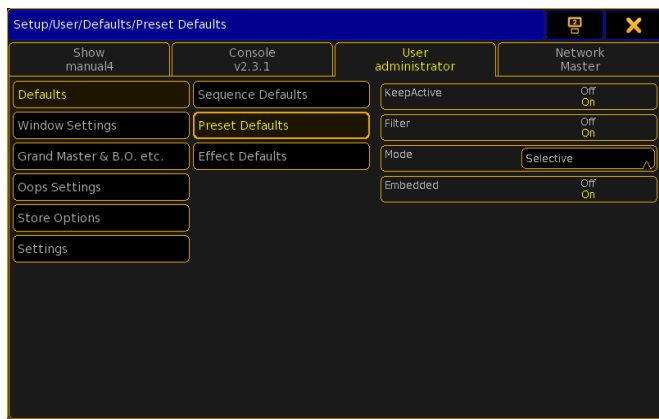 Setup/User/Defaults/Preset Defaults
Show
manual4
Console
v2.3.1
User
administrator
Network
Master
Defaults
Window Settings
Grand Master & B.O. etc.
Oops Settings
Store Options
Settings
Sequence Defaults
Preset Defaults
Effect Defaults
KeepActive
Off
On
Filter
Off
On
Mode
Selective
Embedded
Off
On